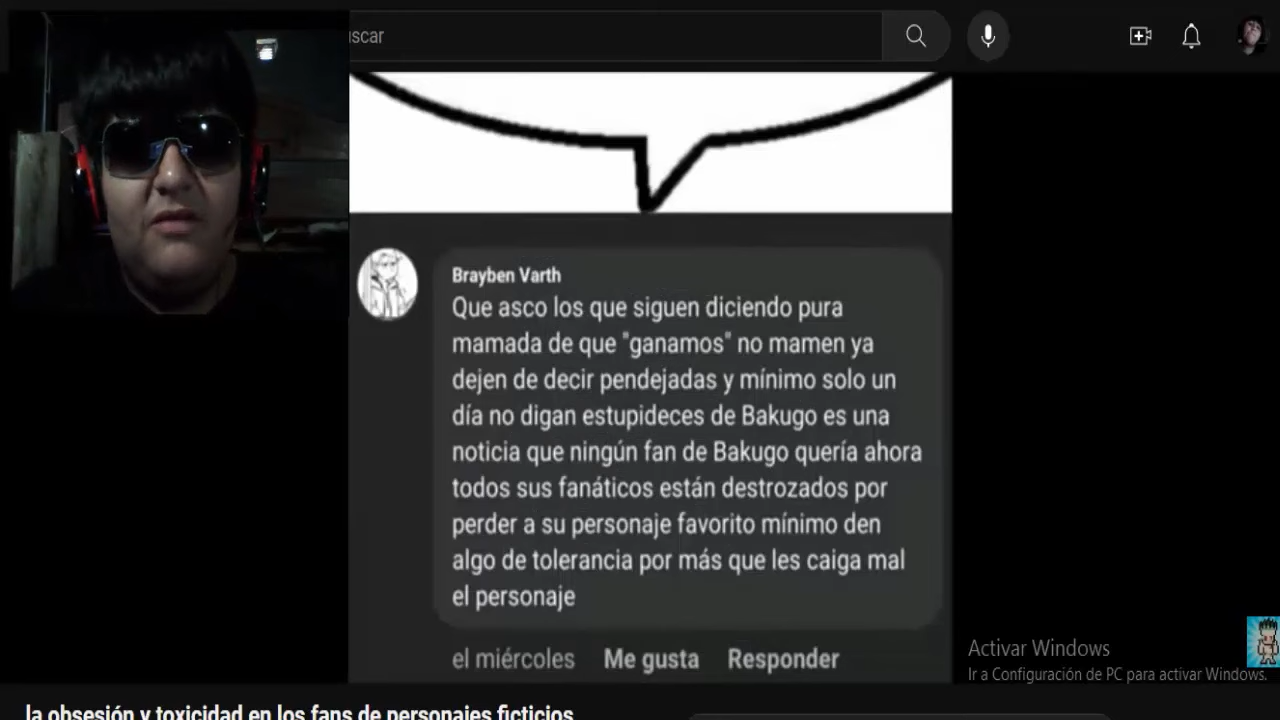 uscar
Brayben Varth
Que asco los que siguen diciendo pura
mamada de que "ganamos" no mamen ya
dejen de decir pendejadas y mínimo solo un
día no digan estupideces de Bakugo es una
noticia que ningún fan de Bakugo quería ahora
todos sus fanáticos están destrozados por
perder a su personaje favorito mínimo den
algo de tolerancia por más que les caiga mal
el personaje
el miércoles Me gusta Responder
Activar Windows
Ir a Configuración de PC para activar Windows.
la obsesión y toxicidad en los fans de personajes ficticios